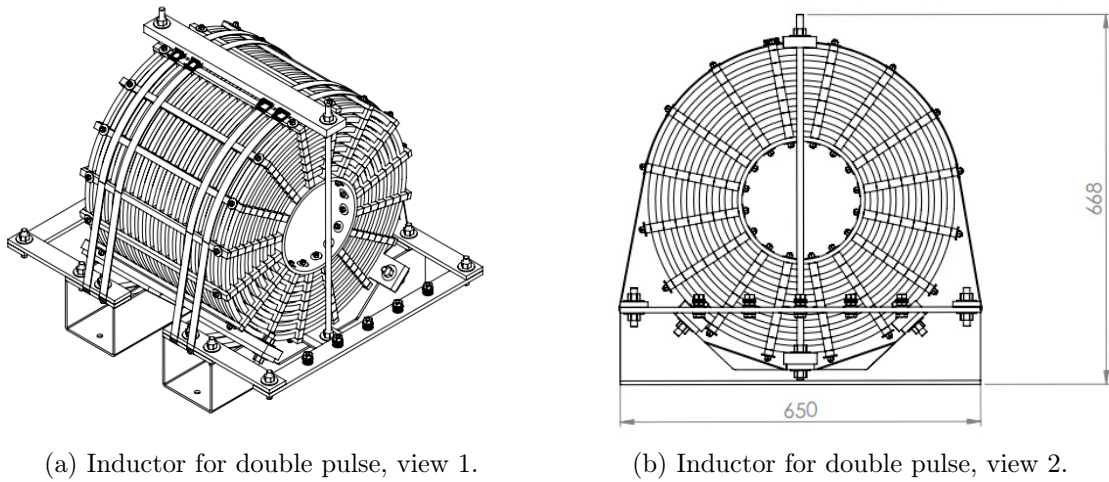 668
650
(a) Inductor for double pulse, view 1.
(b) Inductor for double pulse, view 2.